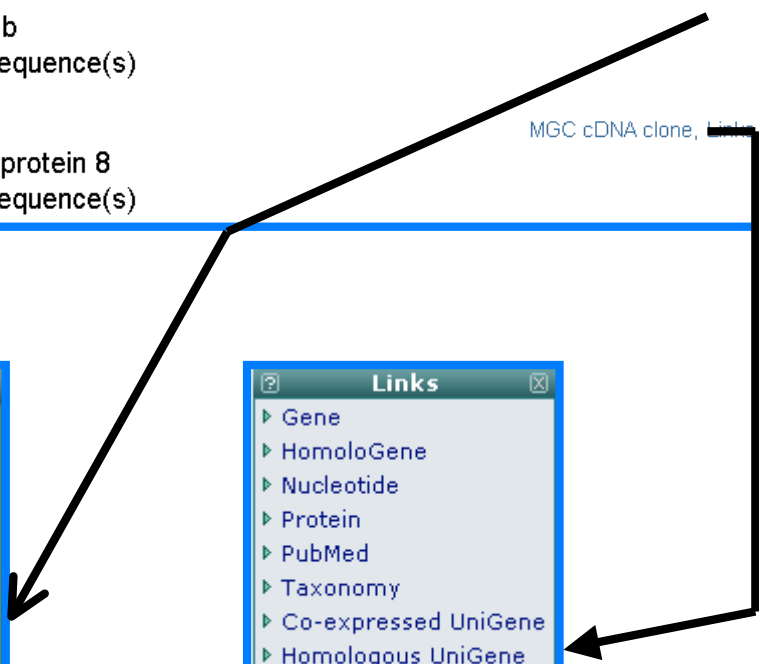 b
equence(s)
MGC cDNA clone, Links
protein 8
equence(s)
Links
Gene
HomoloGene
Nucleotide
Protein
PubMed
Taxonomy
Co-expressed UniGene
Homologous UniGene